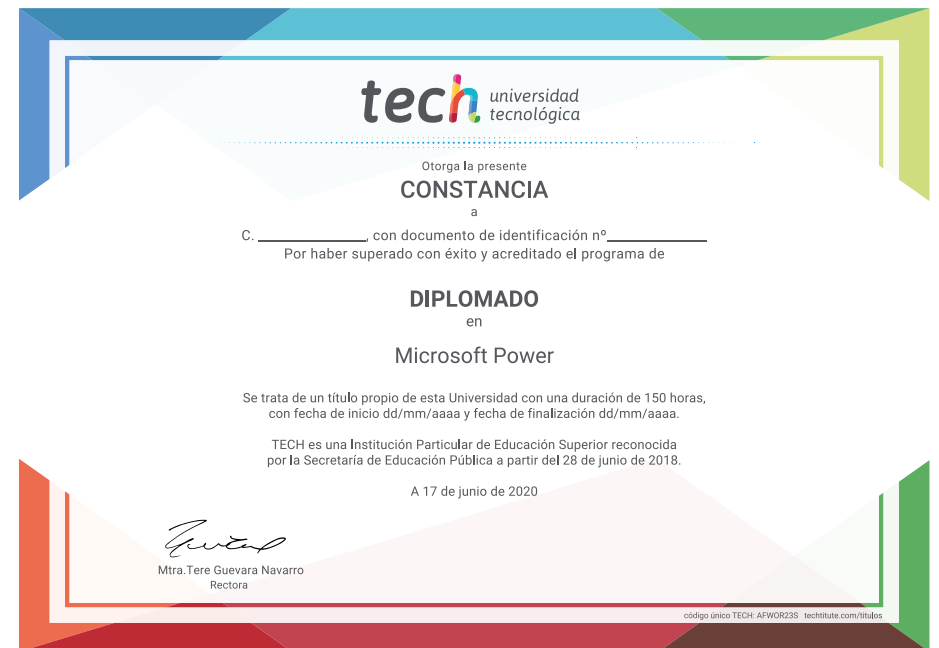 tech universidad
tecnológica
Otorga la presente
CONSTANCIA
a
C. ____________, con documento de identificación nº____________
Por haber superado con éxito y acreditado el programa de
DIPLOMADO
en
Microsoft Power
Se trata de un título propio de esta Universidad con una duración de 150 horas,
con fecha de inicio dd/mm/aaaa y fecha de finalización dd/mm/aaaa.
TECH es una Institución Particular de Educación Superior reconocida
por la Secretaría de Educación Pública a partir del 28 de junio de 2018.
A 17 de junio de 2020
Mtra.Tere Guevara Navarro
Rectora
código único TECH: AFWOR23S techtitute.com/titulos